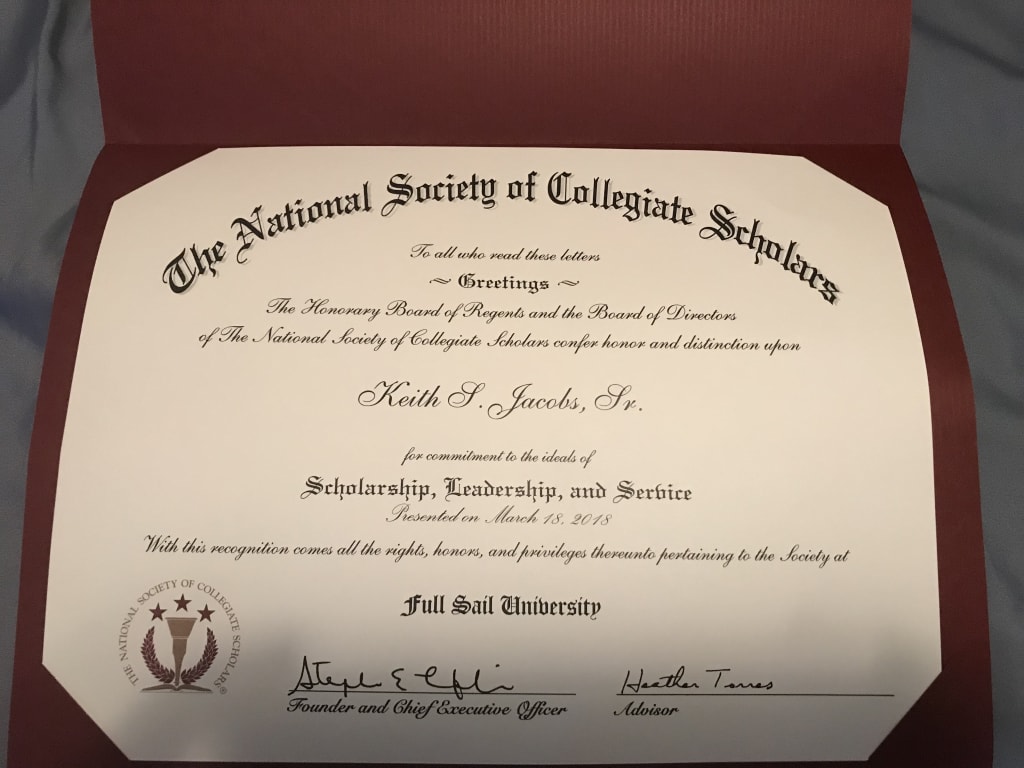 The National Society of Collegiate Scholars
To all who read these letters
~ Greetings ~
The Honorary Board of Regents and the Board of Directors
of The National Society of Collegiate Scholars confer honor and distinction upon
Keith S. Jacobs, Sr.
for commitment to the ideals of
Scholarship, Leadership, and Service
Presented on March 18, 2018
With this recognition comes all the rights, honors, and privileges thereunto pertaining to the Society at
Full Sail University
THE NATIONAL SOCIETY OF COLLEGIATE SCHOLARS®
Heather Torres
Founder and Chief Executive Officer
Advisor